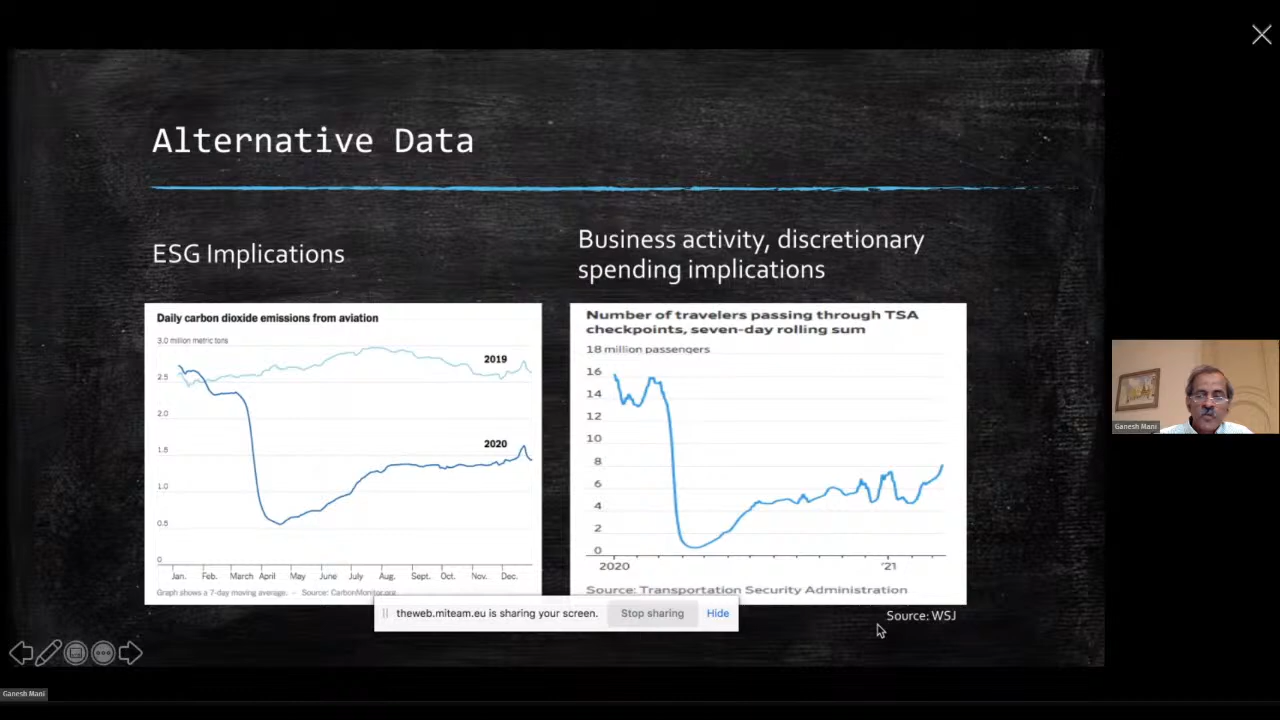 Alternative Data
ESG Implications
Business activity, discretionary
spending implications
Daily carbon dioxide emissions from aviation
3.0 million metric tons
2.5
2.0
1.5
1.0
0.5
0
2019
2020
Jan. Feb. March April May June July Aug. Sept. Oct. Nov. Dec.
Graph shows a 7-day moving average. - Source: CarbonMonitor.org
Number of travelers passing through TSA
checkpoints, seven-day rolling sum
18 million passengers
16
14
12
10
8
6
4
2
0
2020 '21
Source: Transportation Security Administration
Source: WSJ
theweb.miteam.eu is sharing your screen. Stop sharing Hide
Ganesh Mani
Ganesh Mani